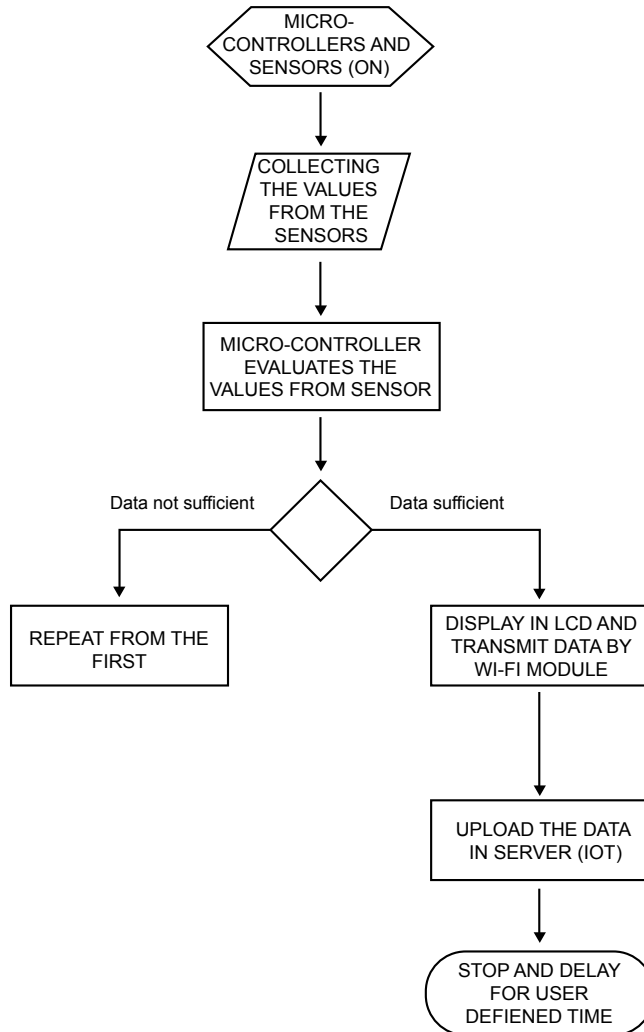 MICRO-
CONTROLLERS AND
SENSORS (ON)
COLLECTING
THE VALUES
FROM THE
SENSORS
MICRO-CONTROLLER
EVALUATES THE
VALUES FROM SENSOR
Data not sufficient
Data sufficient
REPEAT FROM THE
FIRST
DISPLAY IN LCD AND
TRANSMIT DATA BY
WI-FI MODULE
UPLOAD THE DATA
IN SERVER (IOT)
STOP AND DELAY
FOR USER
DEFIENED TIME